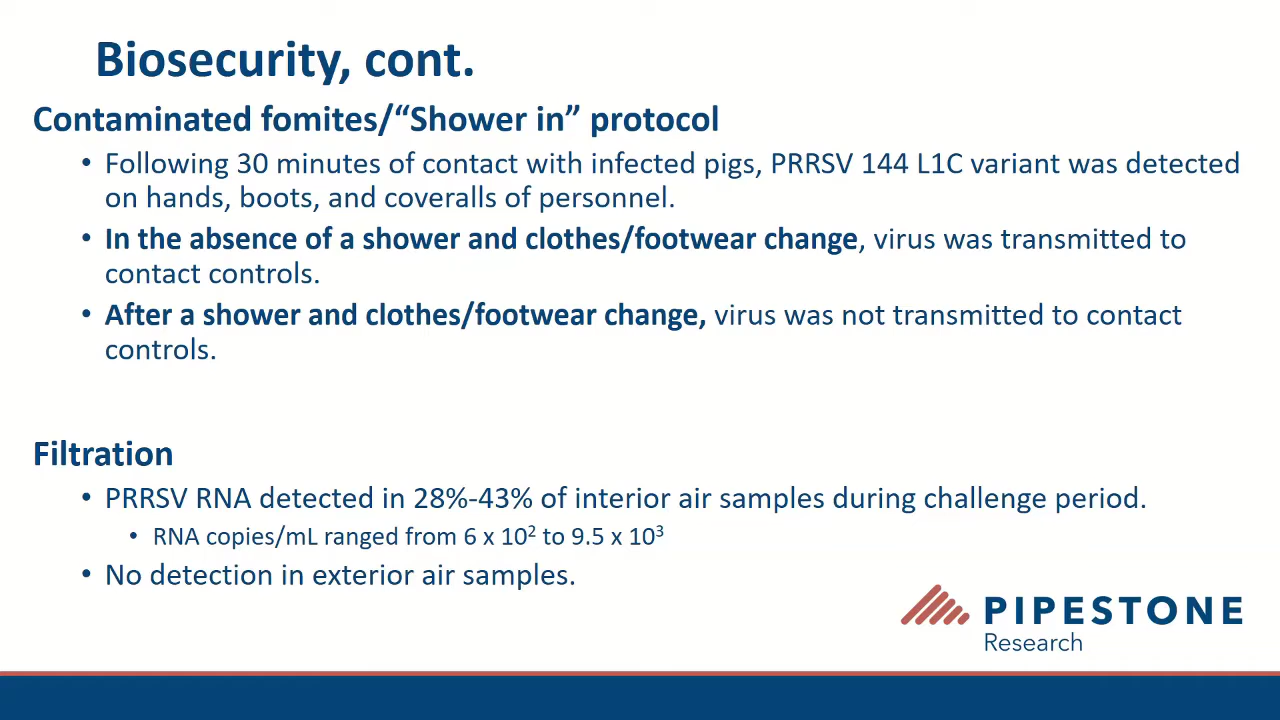 Biosecurity, cont.
Contaminated fomites/“Shower in” protocol
• Following 30 minutes of contact with infected pigs, PRRSV 144 L1C variant was detected
on hands, boots, and coveralls of personnel.
• In the absence of a shower and clothes/footwear change, virus was transmitted to
contact controls.
• After a shower and clothes/footwear change, virus was not transmitted to contact
controls.
Filtration
• PRRSV RNA detected in 28%-43% of interior air samples during challenge period.
• RNA copies/mL ranged from 6 x 10² to 9.5 x 10³
• No detection in exterior air samples.
PIPESTONE
Research